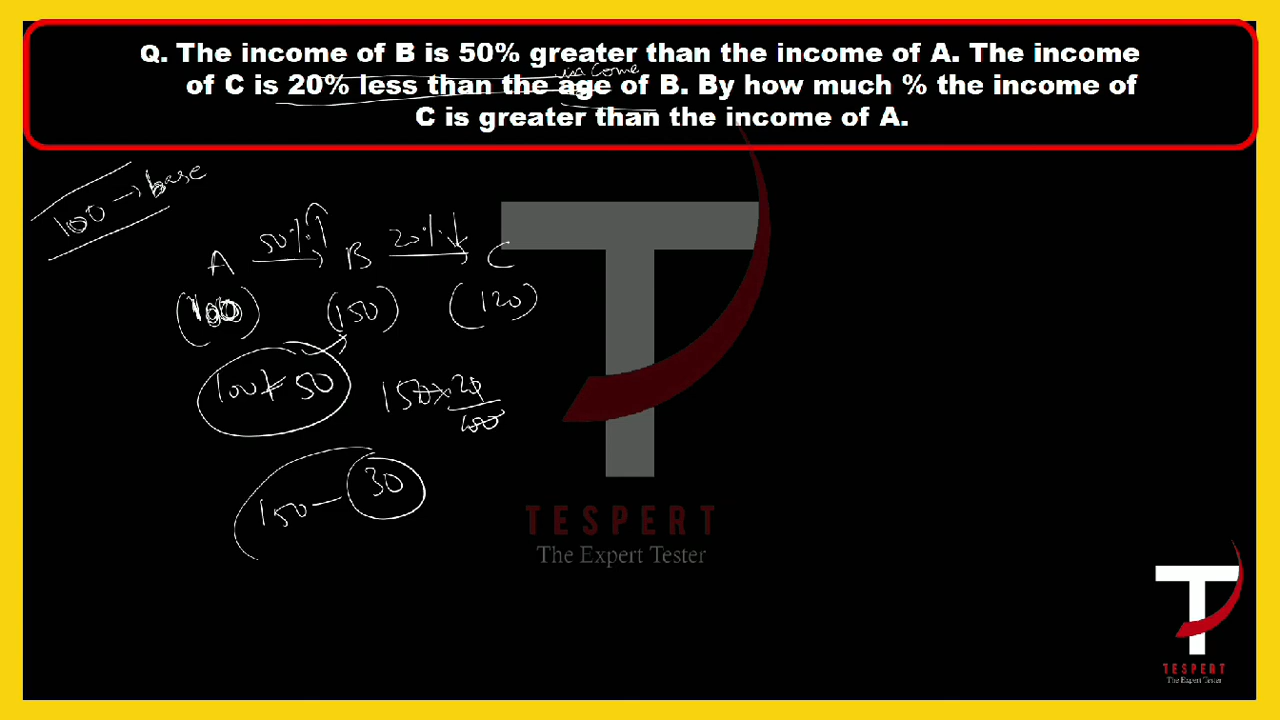 Q. The income of B is 50% greater than the income of A. The income
of C is 20% less than the age of B. By how much % the income of
C is greater than the income of A.
income
100 → base
A 50%↑ B 20%↓ C
(100) (150) (120)
100+50 150×20/100
150-30
TESPERT
The Expert Tester
TESPERT
The Expert Tester